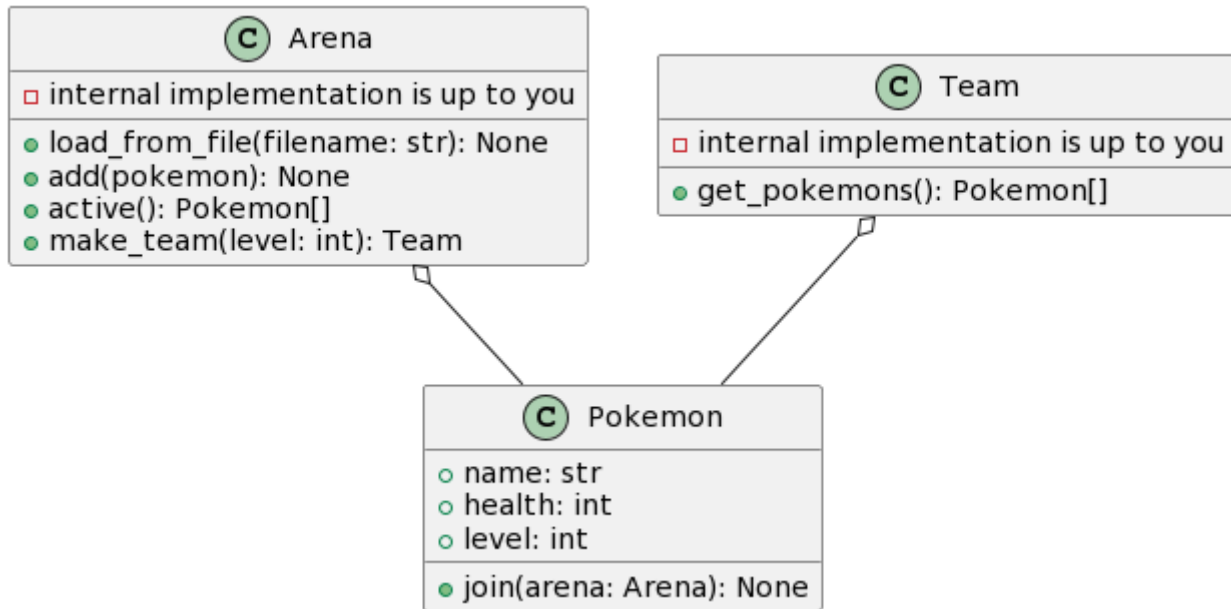 C Arena
internal implementation is up to you
load_from_file(filename: str): None
add(pokemon): None
active(): Pokemon[]
make_team(level: int): Team
C Team
internal implementation is up to you
get_pokemons(): Pokemon[]
C Pokemon
name: str
health: int
level: int
join(arena: Arena): None